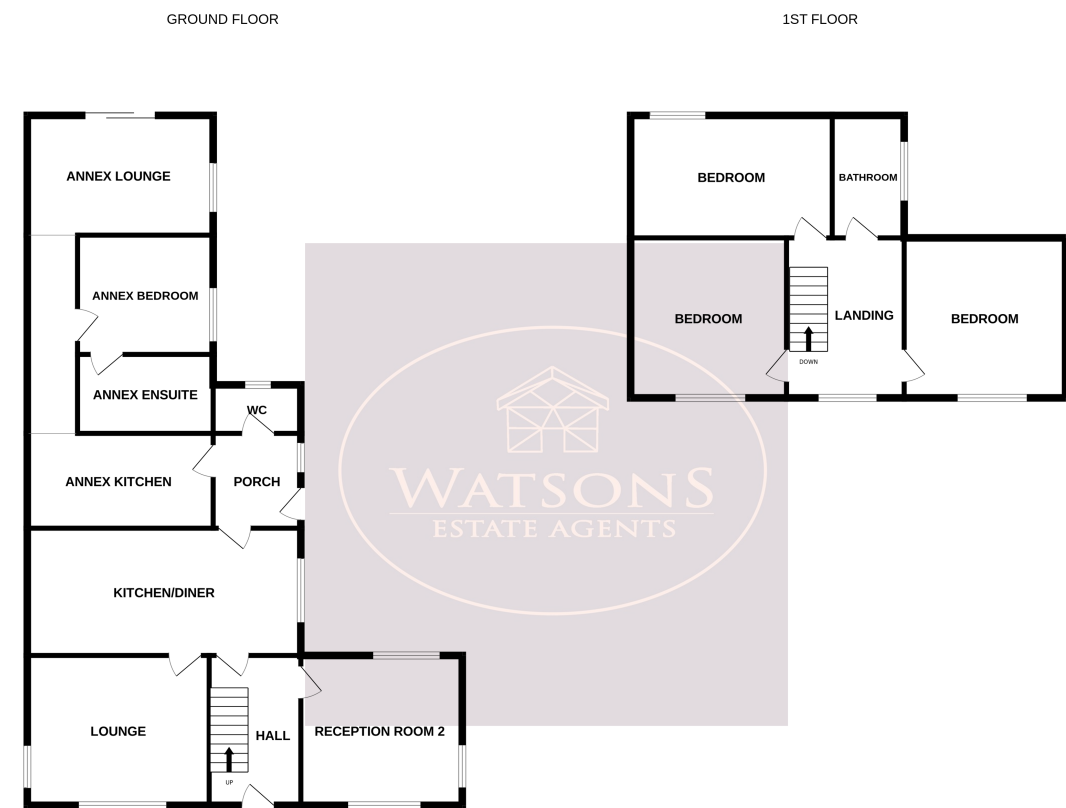 GROUND FLOOR
1ST FLOOR
ANNEX LOUNGE
ANNEX BEDROOM
ANNEX ENSUITE
WC
ANNEX KITCHEN
PORCH
KITCHEN/DINER
LOUNGE
HALL
UP
RECEPTION ROOM 2
BEDROOM
BATHROOM
BEDROOM
LANDING
DOWN
BEDROOM
WATSONS
ESTATE AGENTS